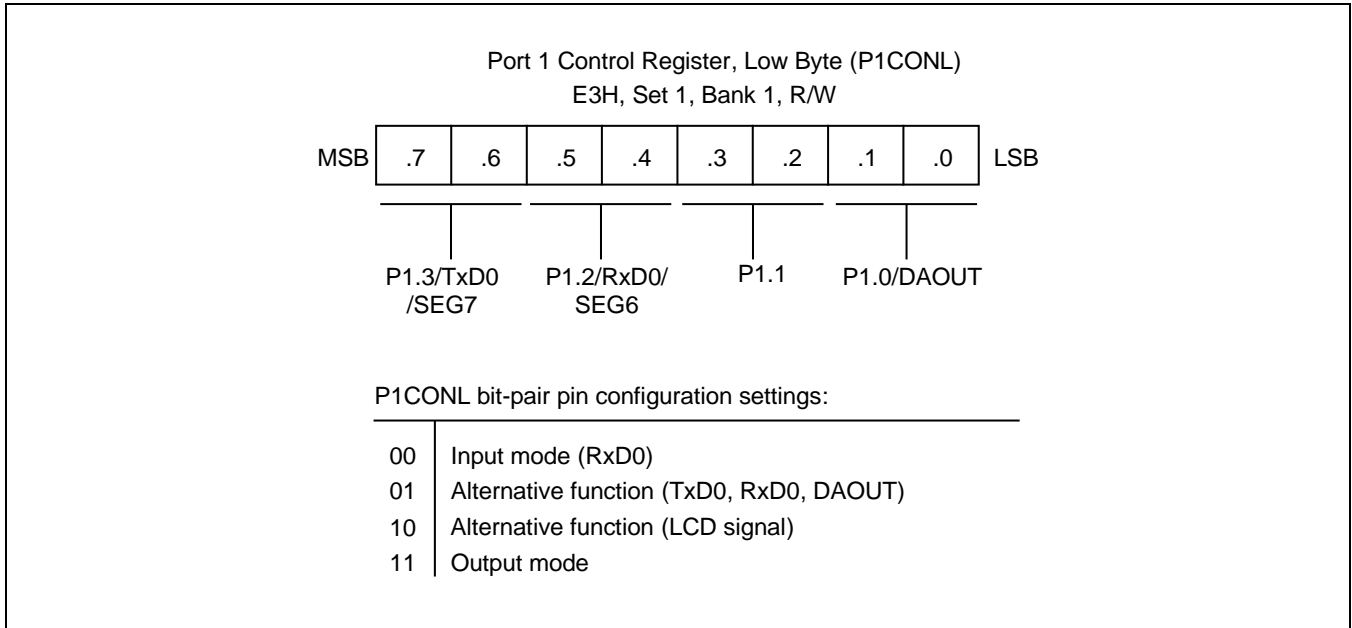 Port 1 Control Register, Low Byte (P1CONL)
E3H, Set 1, Bank 1, R/W
MSB .7 .6 .5 .4 .3 .2 .1 .0 LSB
P1.3/TxD0 P1.2/RxD0/ P1.1 P1.0/DAOUT
/SEG7 SEG6
P1CONL bit-pair pin configuration settings:
00 Input mode (RxD0)
01 Alternative function (TxD0, RxD0, DAOUT)
10 Alternative function (LCD signal)
11 Output mode